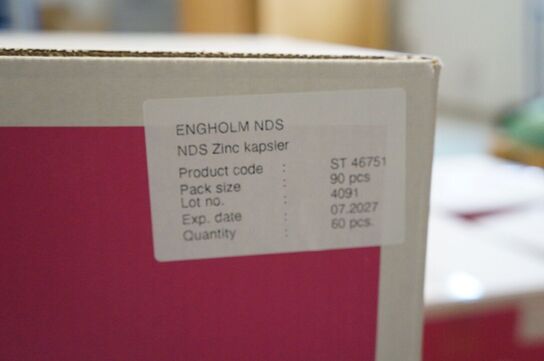 ENGHOLM NDS
NDS Zinc kapsler
Product code : ST 46751
Pack size : 90 pcs
Lot no. : 4091
Exp. date : 07.2027
Quantity : 60 pcs.